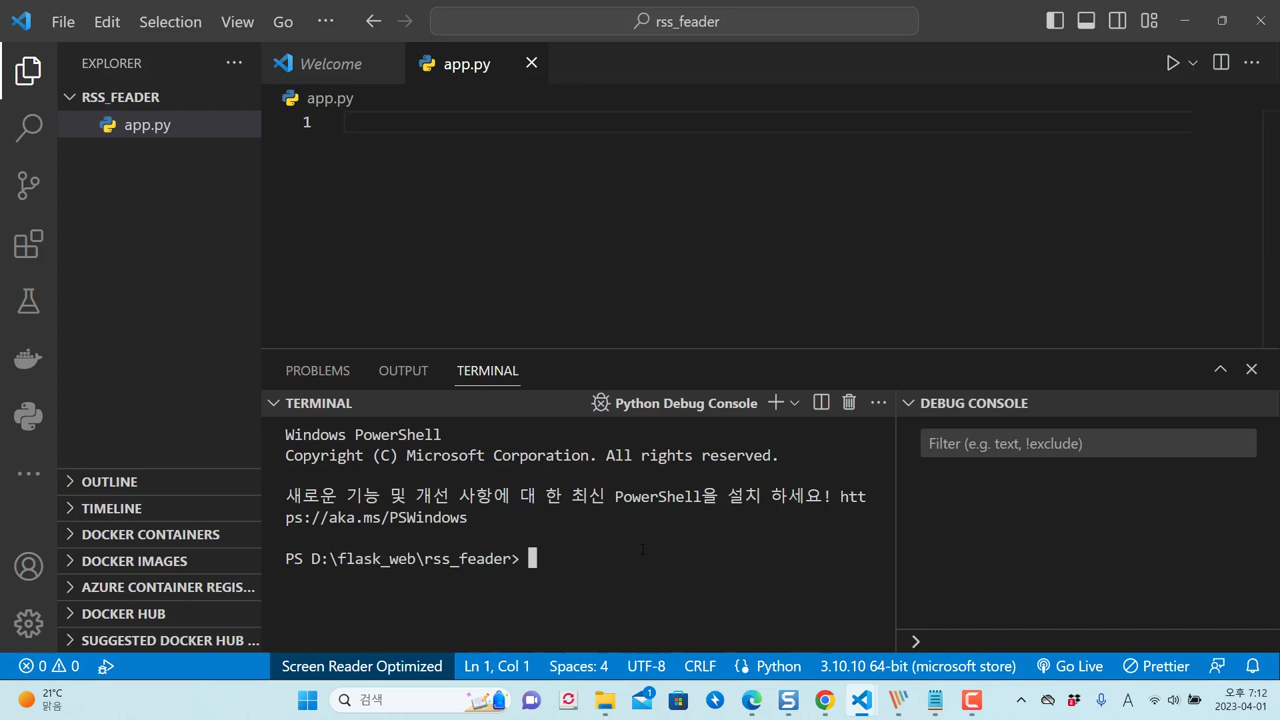 File Edit Selection View Go ··· rss_feader
EXPLORER ···
Welcome
app.py
RSS_FEADER
app.py
app.py
1
PROBLEMS OUTPUT TERMINAL
TERMINAL
Python Debug Console
DEBUG CONSOLE
Windows PowerShell
Copyright (C) Microsoft Corporation. All rights reserved.
Filter (e.g. text, !exclude)
새로운 기능 및 개선 사항에 대 한 최신 PowerShell을 설치 하세요! htt
ps://aka.ms/PSWindows
PS D:\flask_web\rss_feader>
OUTLINE
TIMELINE
DOCKER CONTAINERS
DOCKER IMAGES
AZURE CONTAINER REGIS...
DOCKER HUB
SUGGESTED DOCKER HUB ...
0 0 Screen Reader Optimized Ln 1, Col 1 Spaces: 4 UTF-8 CRLF Python 3.10.10 64-bit (microsoft store) Go Live Prettier
21°C
맑음
검색
1
A
오후 7:12
2023-04-01